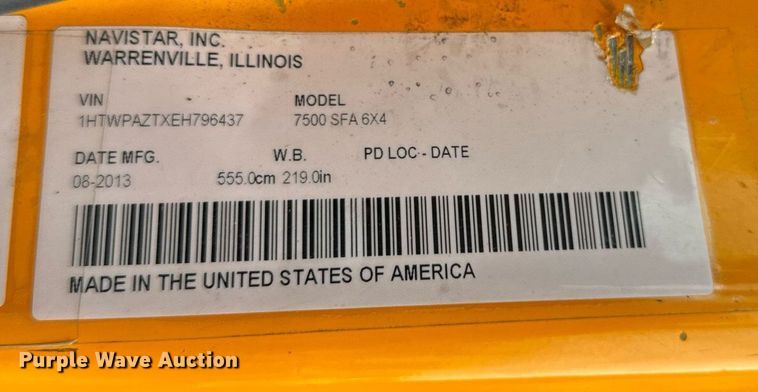 NAVISTAR, INC.
WARRENVILLE, ILLINOIS
VIN MODEL
1HTWPAZTXEH796437 7500 SFA 6X4
DATE MFG. W.B. PD LOC - DATE
08-2013 555.0cm 219.0in
MADE IN THE UNITED STATES OF AMERICA
Purple Wave Auction